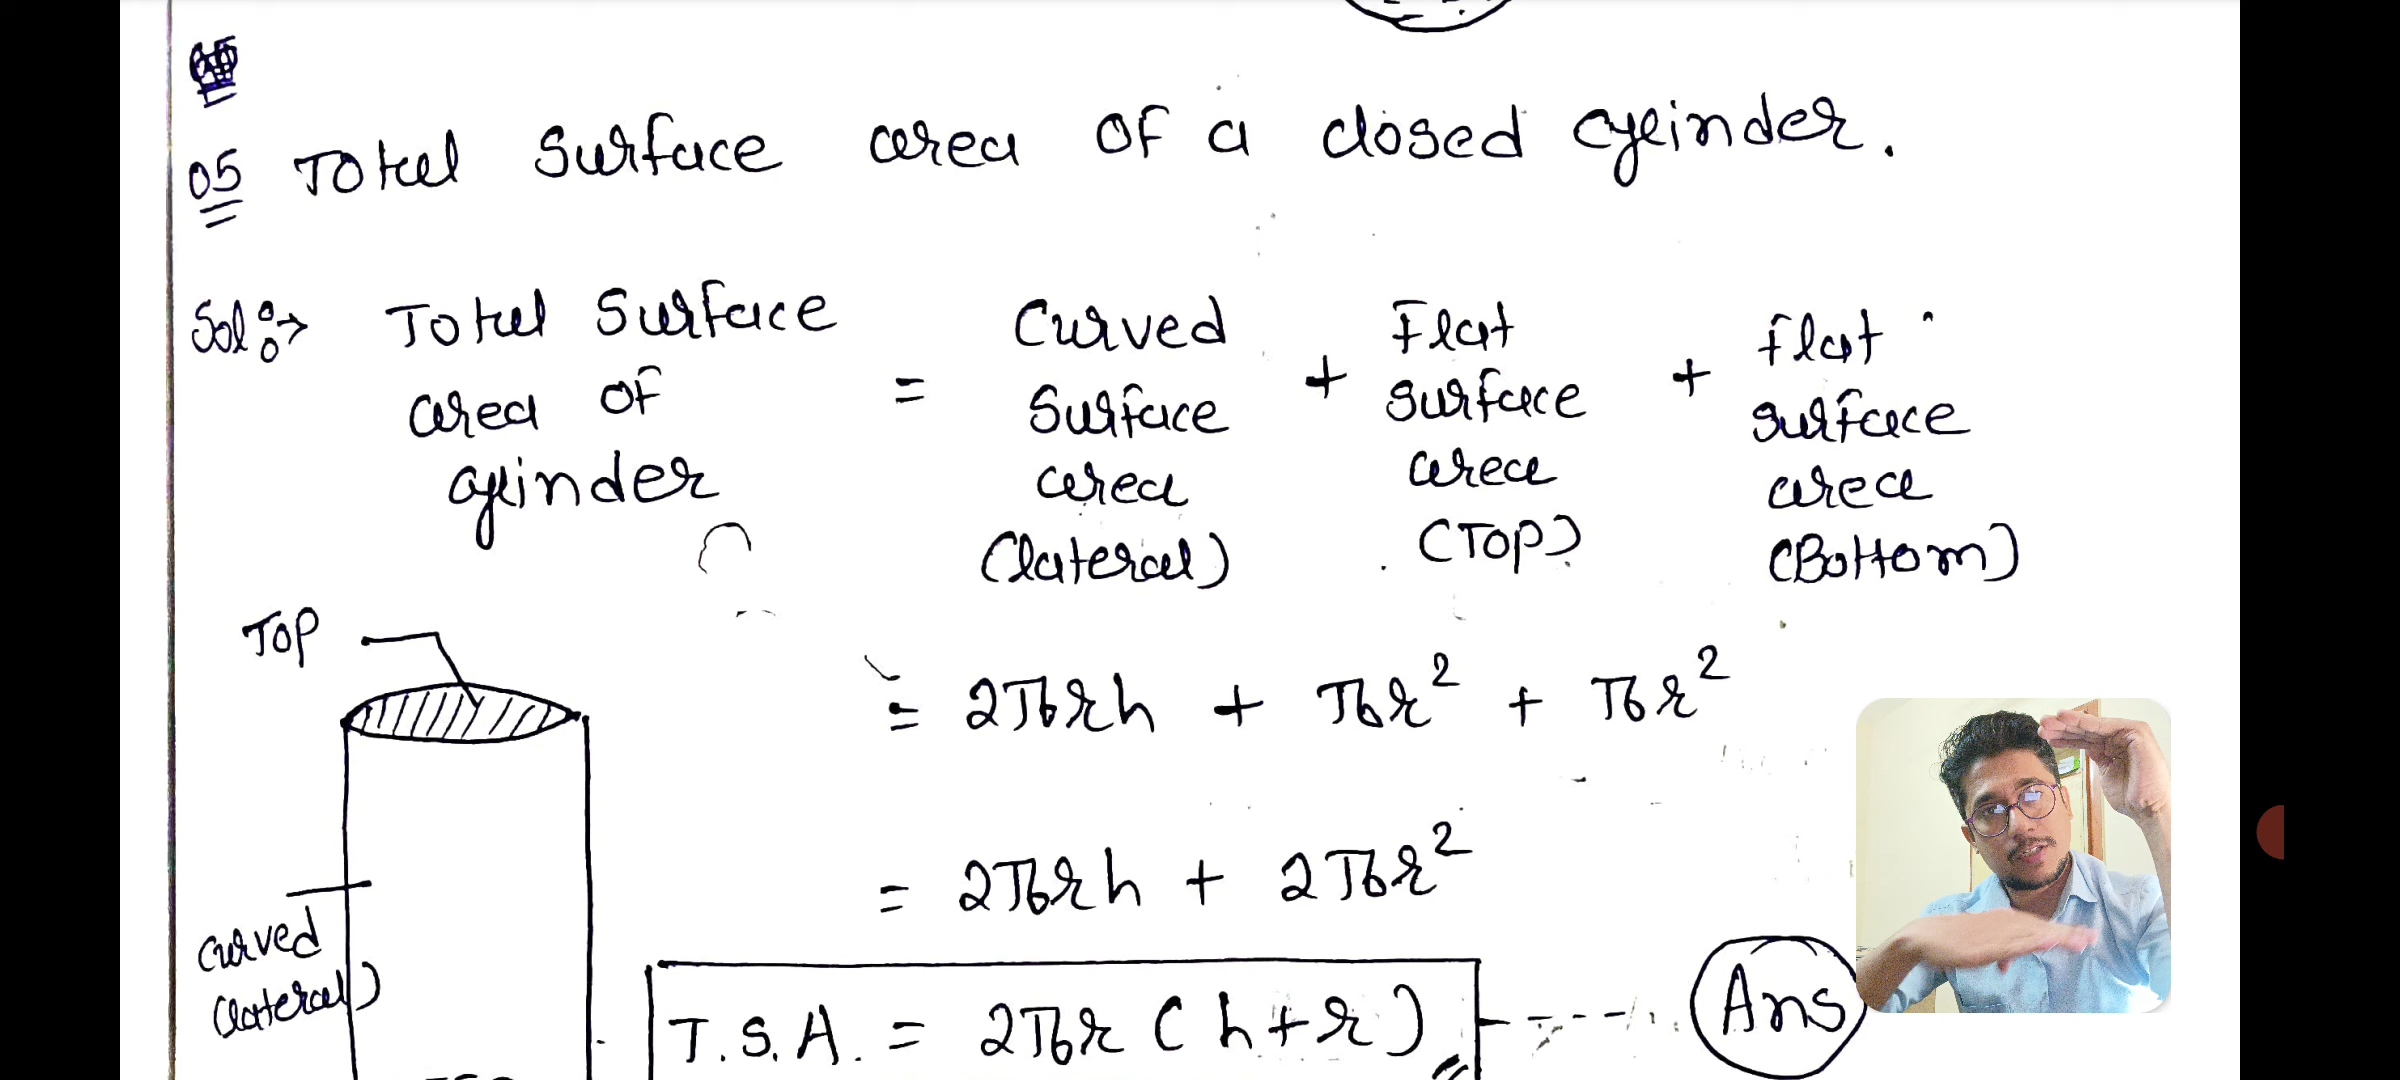 05 Total Surface area of a closed cylinder.
Sol :→ Total Surface area of cylinder = Curved Surface area (lateral) + Flat surface area (Top) + flat surface area (Bottom)
= 2πrh + πr² + πr²
= 2πrh + 2πr²
T.S.A. = 2πr (h+r) Ans
Top
Curved
(lateral)